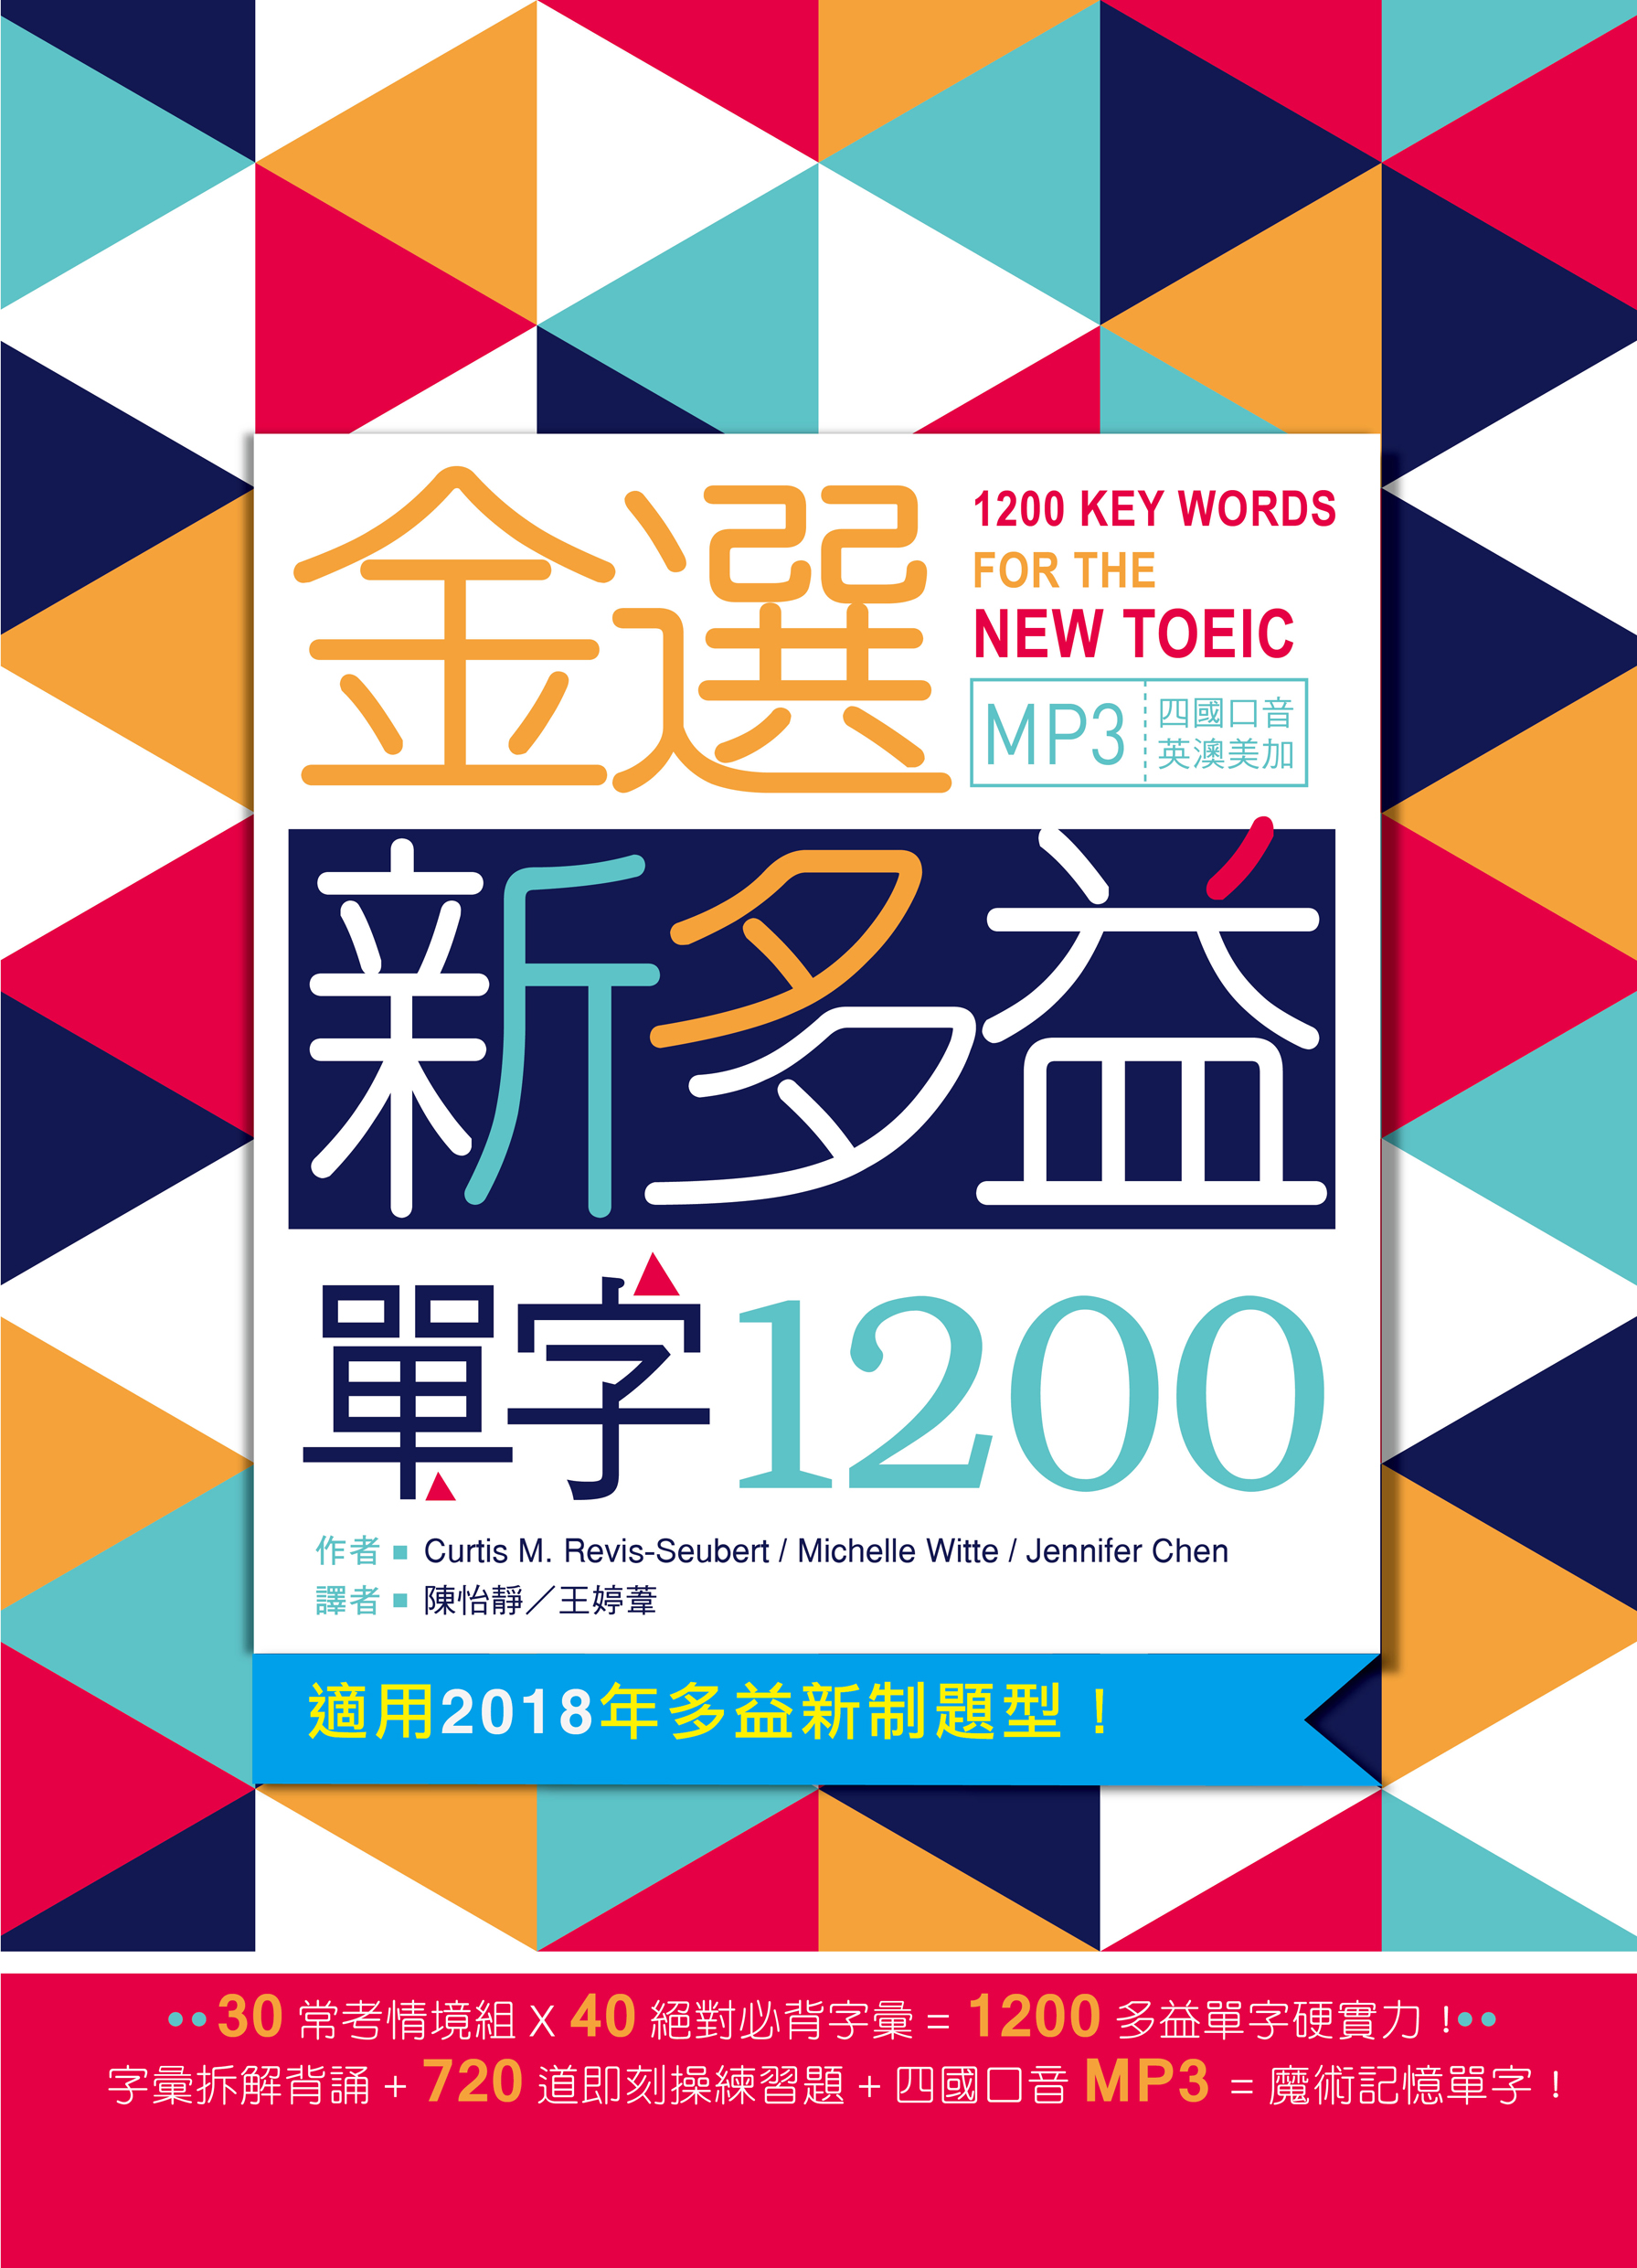 金選
1200 KEY WORDS
FOR THE
NEW TOEIC
MP3
四國口音
英澳美加
新多益
單字1200
作者■Curtis M. Revis-Seubert / Michelle Witte / Jennifer Chen
譯者■陳怡靜／王婷葦
適用2018年多益新制題型！
••30 常考情境組 X 40 絕對必背字彙 = 1200 多益單字硬實力！••
字彙拆解背誦 + 720 道即刻操練習題 + 四國口音 MP3 = 魔術記憶單字！